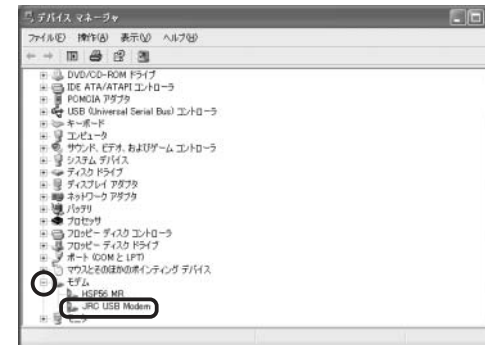 デバイス マネージャ
ファイル(F) 操作(A) 表示(V) ヘルプ(H)
DVD/CD-ROM ドライブ
IDE ATA/ATAPI コントローラ
PCMCIA アダプタ
USB (Universal Serial Bus) コントローラ
キーボード
コンピュータ
サウンド、ビデオ、およびゲーム コントローラ
システム デバイス
ディスク ドライブ
ディスプレイ アダプタ
ネットワーク アダプタ
バッテリ
プロセッサ
フロッピー ディスク コントローラ
フロッピー ディスク ドライブ
ポート (COM と LPT)
マウスとそのほかのポインティング デバイス
モデム
HSP56 MR
JRC USB Modem
モニタ